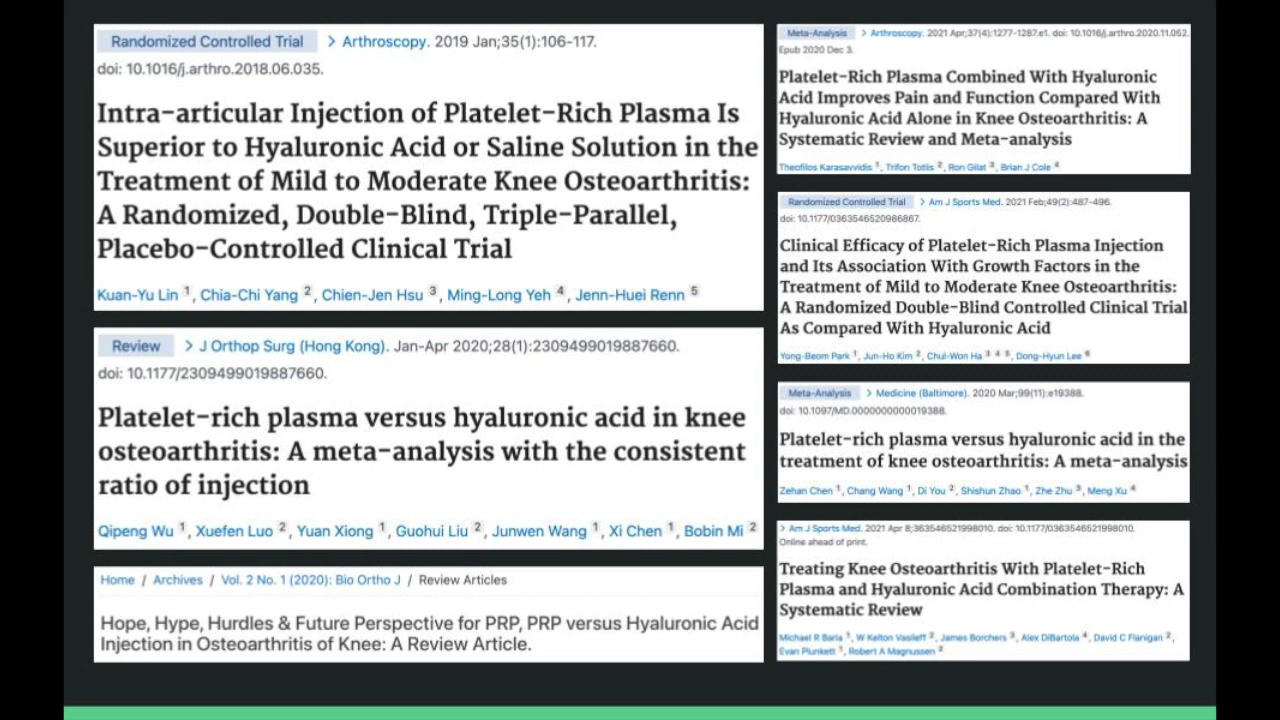 Randomized Controlled Trial > Arthroscopy. 2019 Jan;35(1):106-117.
doi: 10.1016/j.arthro.2018.06.035.
Intra-articular Injection of Platelet-Rich Plasma Is
Superior to Hyaluronic Acid or Saline Solution in the
Treatment of Mild to Moderate Knee Osteoarthritis:
A Randomized, Double-Blind, Triple-Parallel,
Placebo-Controlled Clinical Trial
Kuan-Yu Lin 1, Chia-Chi Yang 2, Chien-Jen Hsu 3, Ming-Long Yeh 4, Jenn-Huei Renn 5
Review > J Orthop Surg (Hong Kong). Jan-Apr 2020;28(1):2309499019887660.
doi: 10.1177/2309499019887660.
Platelet-rich plasma versus hyaluronic acid in knee
osteoarthritis: A meta-analysis with the consistent
ratio of injection
Qipeng Wu 1, Xuefen Luo 2, Yuan Xiong 1, Guohui Liu 2, Junwen Wang 1, Xi Chen 1, Bobin Mi 2
Home / Archives / Vol. 2 No. 1 (2020): Bio Ortho J / Review Articles
Hope, Hype, Hurdles & Future Perspective for PRP, PRP versus Hyaluronic Acid
Injection in Osteoarthritis of Knee: A Review Article.
Meta-Analysis > Arthroscopy. 2021 Apr;37(4):1277-1287.e1. doi: 10.1016/j.arthro.2020.11.052.
Epub 2020 Dec 3.
Platelet-Rich Plasma Combined With Hyaluronic
Acid Improves Pain and Function Compared With
Hyaluronic Acid Alone in Knee Osteoarthritis: A
Systematic Review and Meta-analysis
Theofilos Karasavvidis 1, Trifon Totlis 2, Ron Gilat 3, Brian J Cole 4
Randomized Controlled Trial > Am J Sports Med. 2021 Feb;49(2):487-496.
doi: 10.1177/0363546520986867.
Clinical Efficacy of Platelet-Rich Plasma Injection
and Its Association With Growth Factors in the
Treatment of Mild to Moderate Knee Osteoarthritis:
A Randomized Double-Blind Controlled Clinical Trial
As Compared With Hyaluronic Acid
Yong-Beom Park 1, Jun-Ho Kim 2, Chul-Won Ha 3 4 5, Dong-Hyun Lee 6
Meta-Analysis > Medicine (Baltimore). 2020 Mar;99(11):e19388.
doi: 10.1097/MD.0000000000019388.
Platelet-rich plasma versus hyaluronic acid in the
treatment of knee osteoarthritis: A meta-analysis
Zehan Chen 1, Chang Wang 1, Di You 2, Shishun Zhao 1, Zhe Zhu 3, Meng Xu 4
> Am J Sports Med. 2021 Apr 8;363546521998010. doi: 10.1177/0363546521998010.
Online ahead of print.
Treating Knee Osteoarthritis With Platelet-Rich
Plasma and Hyaluronic Acid Combination Therapy: A
Systematic Review
Michael R Baria 1, W Kelton Vasileff 2, James Borchers 3, Alex DiBartola 4, David C Flanigan 2,
Evan Plunkett 1, Robert A Magnussen 2